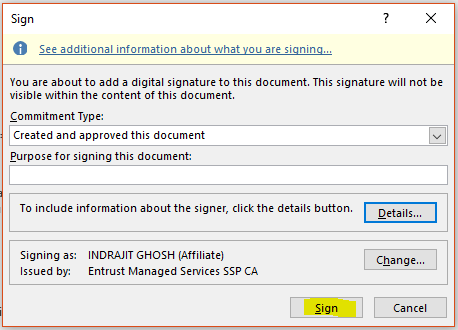 Sign
?
See additional information about what you are signing...
You are about to add a digital signature to this document. This signature will not be
visible within the content of this document.
Commitment Type:
Created and approved this document
Purpose for signing this document:
To include information about the signer, click the details button.
Details...
Signing as: INDRAJIT GHOSH (Affiliate)
Change...
Issued by: Entrust Managed Services SSP CA
Sign
Cancel